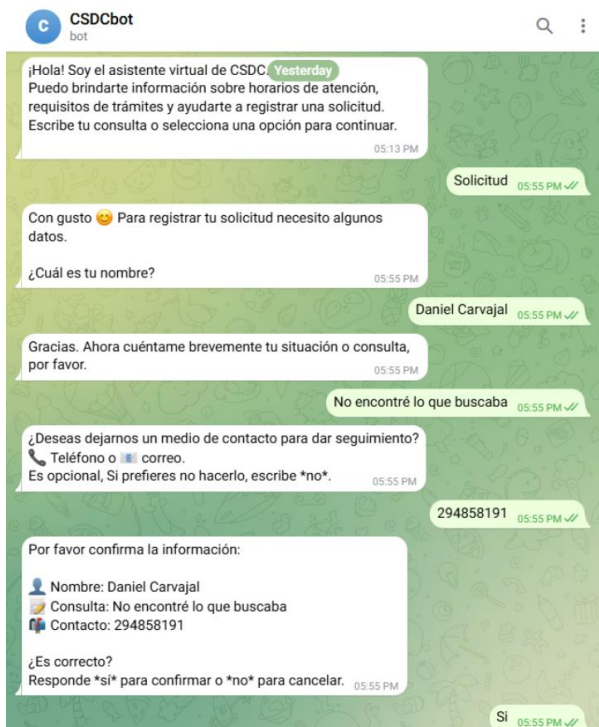 C
CSDCbot
bot
¡Hola! Soy el asistente virtual de CSDC. Yesterday
Puedo brindarte información sobre horarios de atención,
requisitos de trámites y ayudarte a registrar una solicitud.
Escribe tu consulta o selecciona una opción para continuar.
05:13 PM
Solicitud 05:55 PM
Con gusto 😊 Para registrar tu solicitud necesito algunos
datos.
¿Cuál es tu nombre?
05:55 PM
Daniel Carvajal 05:55 PM
Gracias. Ahora cuéntame brevemente tu situación o consulta,
por favor.
05:55 PM
No encontré lo que buscaba 05:55 PM
¿Deseas dejarnos un medio de contacto para dar seguimiento?
📞 Teléfono o 📧 correo.
Es opcional, Si prefieres no hacerlo, escribe *no*.
05:55 PM
294858191 05:55 PM
Por favor confirma la información:
👤 Nombre: Daniel Carvajal
📝 Consulta: No encontré lo que buscaba
📬 Contacto: 294858191
¿Es correcto?
Responde *sí* para confirmar o *no* para cancelar. 05:55 PM
Si 05:55 PM